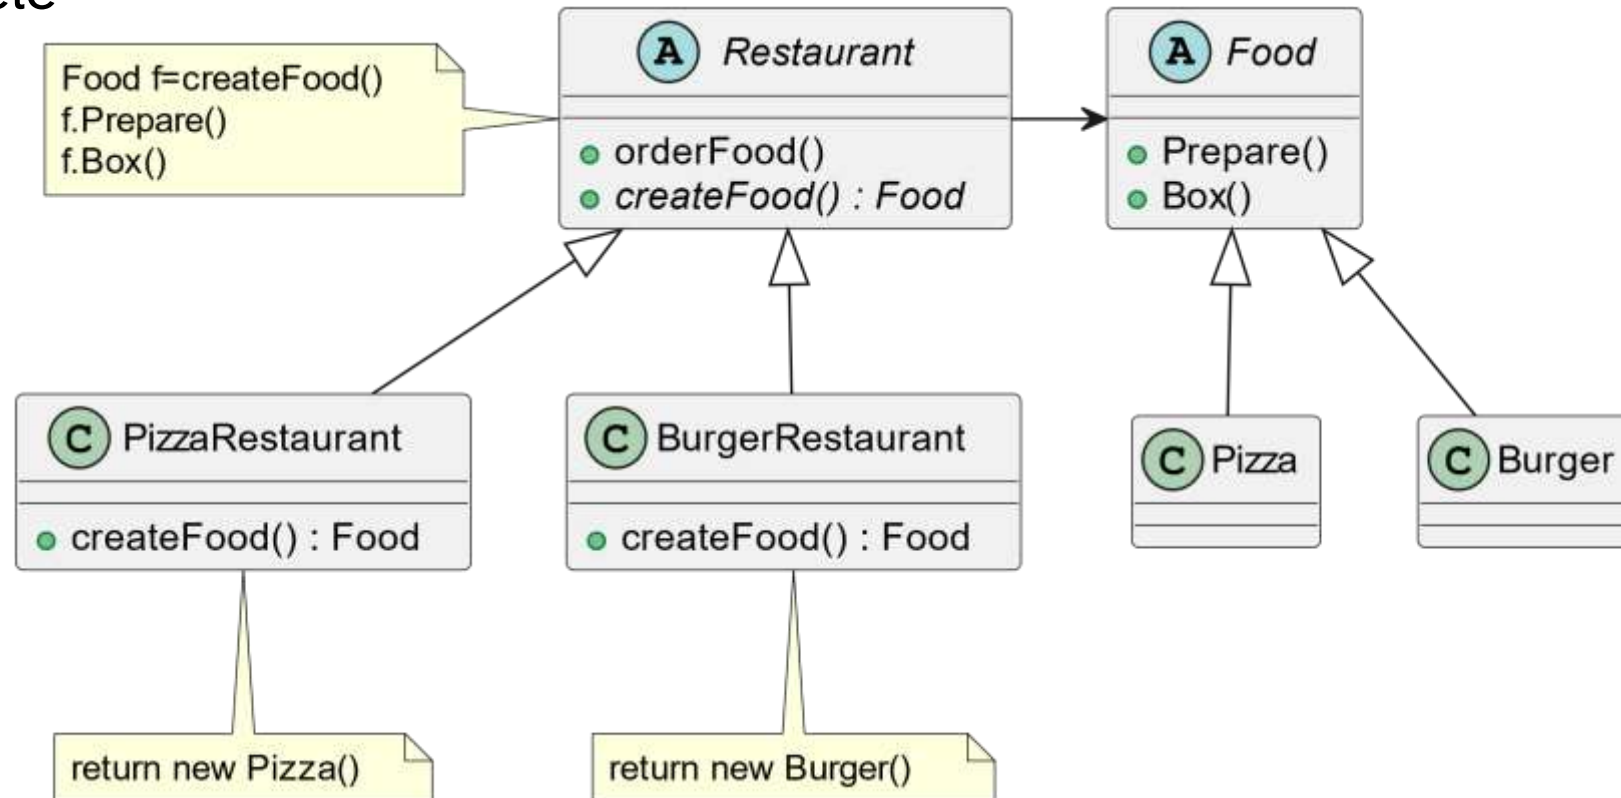 Food f=createFood()
f.Prepare()
f.Box()
A Restaurant
orderFood()
createFood() : Food
A Food
Prepare()
Box()
C PizzaRestaurant
createFood() : Food
C BurgerRestaurant
createFood() : Food
C Pizza
C Burger
return new Pizza()
return new Burger()